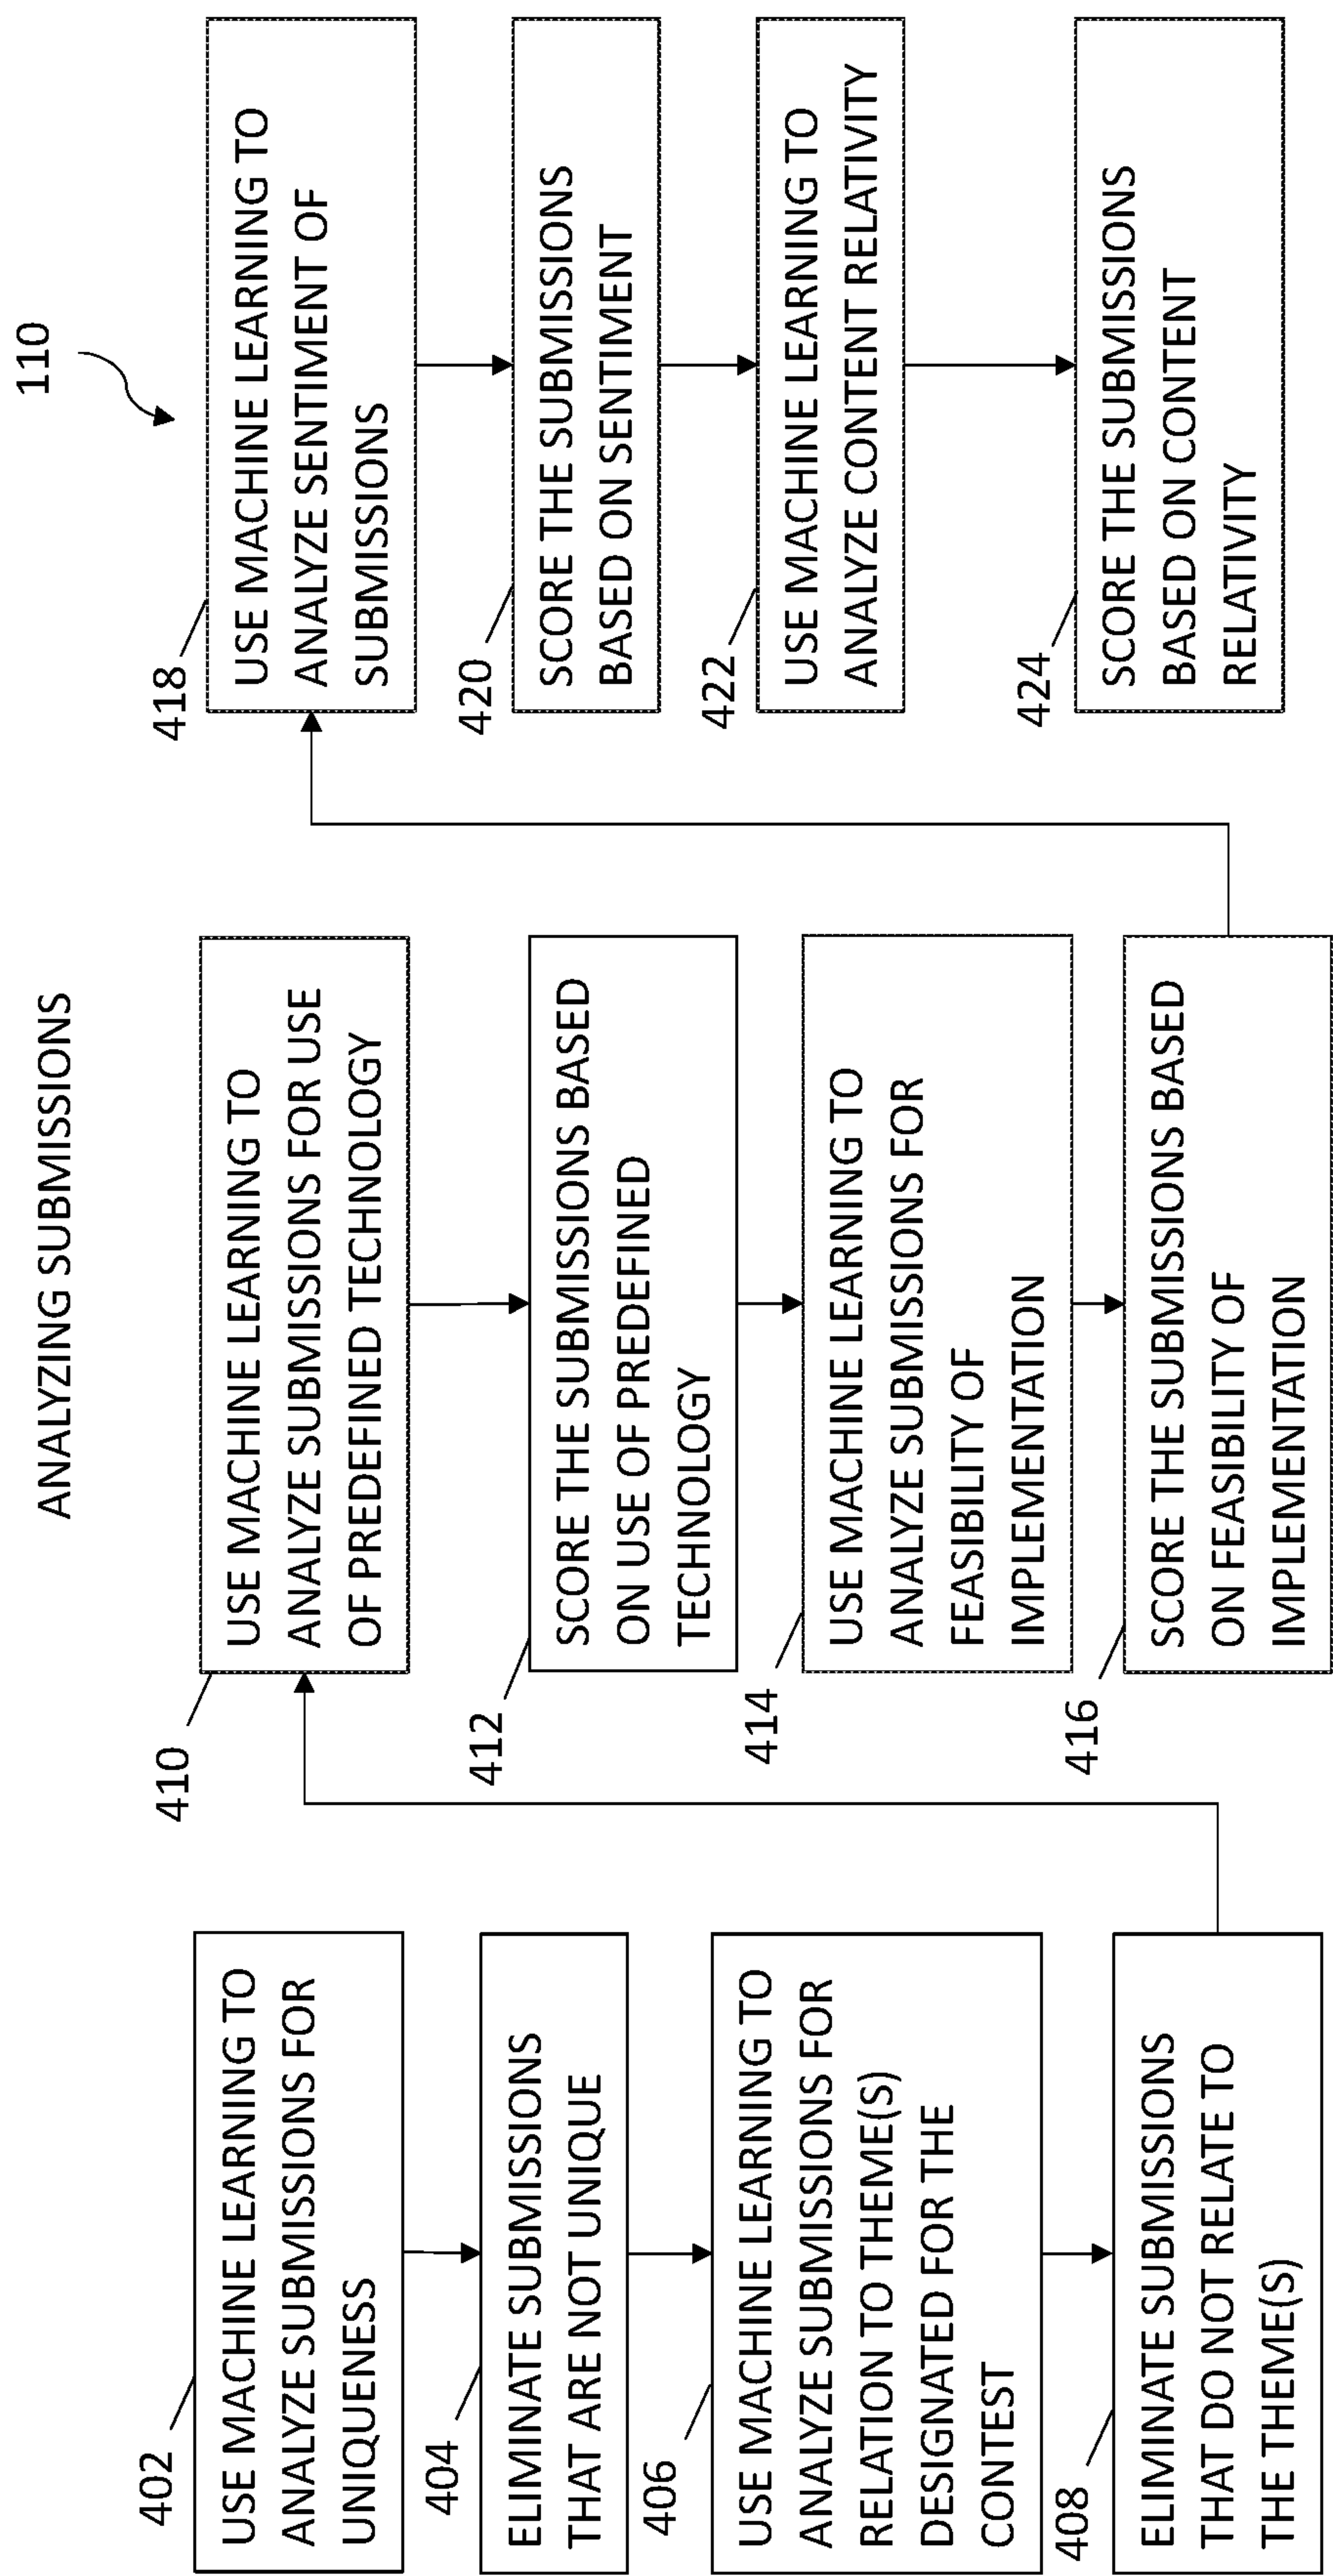 ANALYZING SUBMISSIONS
110
402
USE MACHINE LEARNING TO
ANALYZE SUBMISSIONS FOR
UNIQUENESS
404
ELIMINATE SUBMISSIONS
THAT ARE NOT UNIQUE
406
USE MACHINE LEARNING TO
ANALYZE SUBMISSIONS FOR
RELATION TO THEME(S)
DESIGNATED FOR THE
CONTEST
408
ELIMINATE SUBMISSIONS
THAT DO NOT RELATE TO
THE THEME(S)
410
USE MACHINE LEARNING TO
ANALYZE SUBMISSIONS FOR USE
OF PREDEFINED TECHNOLOGY
412
SCORE THE SUBMISSIONS BASED
ON USE OF PREDEFINED
TECHNOLOGY
414
USE MACHINE LEARNING TO
ANALYZE SUBMISSIONS FOR
FEASIBILITY OF
IMPLEMENTATION
416
SCORE THE SUBMISSIONS BASED
ON FEASIBILITY OF
IMPLEMENTATION
418
USE MACHINE LEARNING TO
ANALYZE SENTIMENT OF
SUBMISSIONS
420
SCORE THE SUBMISSIONS
BASED ON SENTIMENT
422
USE MACHINE LEARNING TO
ANALYZE CONTENT RELATIVITY
424
SCORE THE SUBMISSIONS
BASED ON CONTENT
RELATIVITY